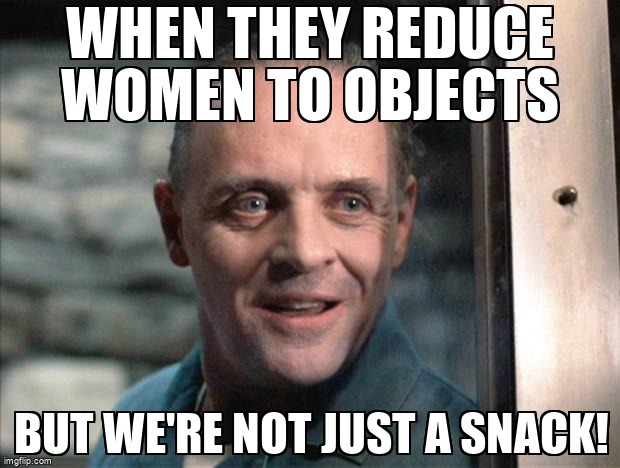 WHEN THEY REDUCE
WOMEN TO OBJECTS
BUT WE'RE NOT JUST A SNACK!
imgflip.com